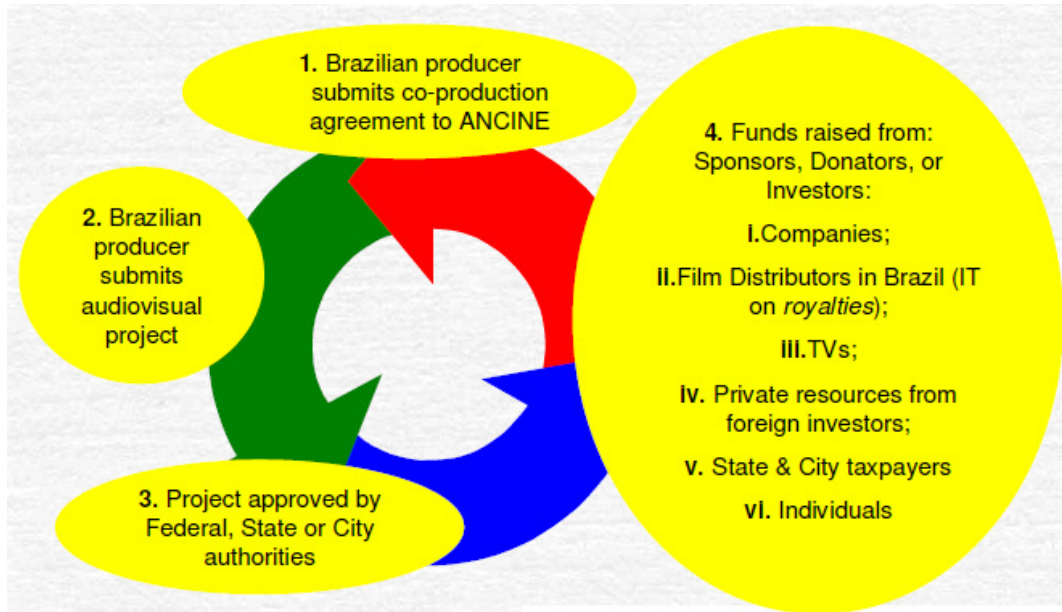 1. Brazilian producer
submits co-production
agreement to ANCINE
2. Brazilian
producer
submits
audiovisual
project
3. Project approved by
Federal, State or City
authorities
4. Funds raised from:
Sponsors, Donators, or
Investors:
i.Companies;
ii.Film Distributors in Brazil (IT
on royalties);
iii.TVs;
iv. Private resources from
foreign investors;
v. State & City taxpayers
vi. Individuals